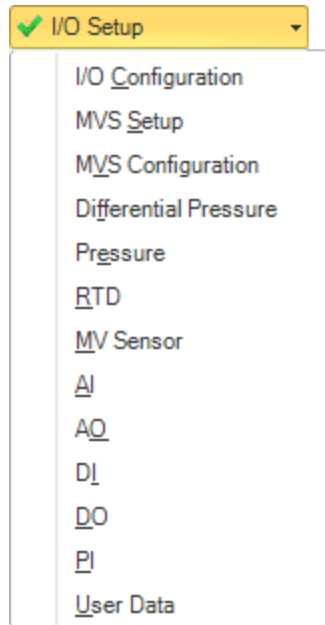 I/O Setup
I/O Configuration
MVS Setup
MVS Configuration
Differential Pressure
Pressure
RTD
MV Sensor
AI
AO
DI
DO
PI
User Data